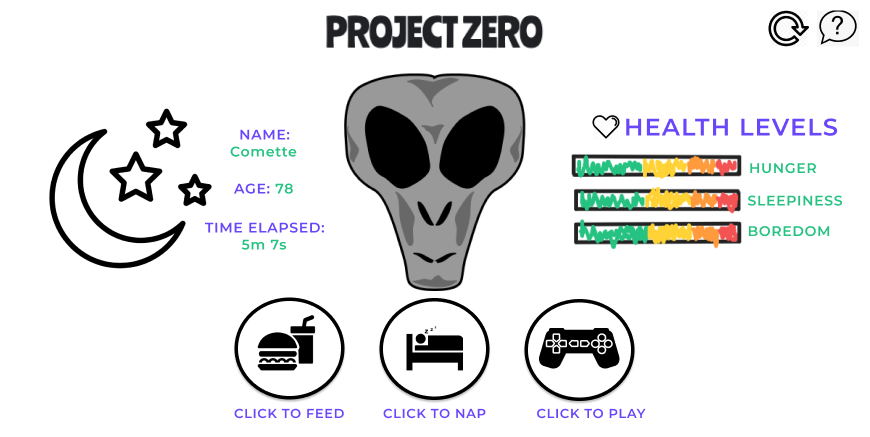 PROJECT ZERO
?
NAME:
Comette
AGE: 78
TIME ELAPSED:
5m 7s
HEALTH LEVELS
HUNGER
SLEEPINESS
BOREDOM
z z z
CLICK TO FEED
CLICK TO NAP
CLICK TO PLAY